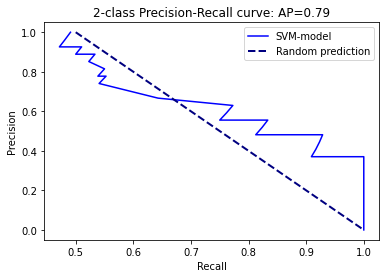 2-class Precision-Recall curve: AP=0.79
SVM-model
Random prediction
Precision
1.0
0.8
0.6
0.4
0.2
0.0
0.5
0.6
0.7
0.8
0.9
1.0
Recall